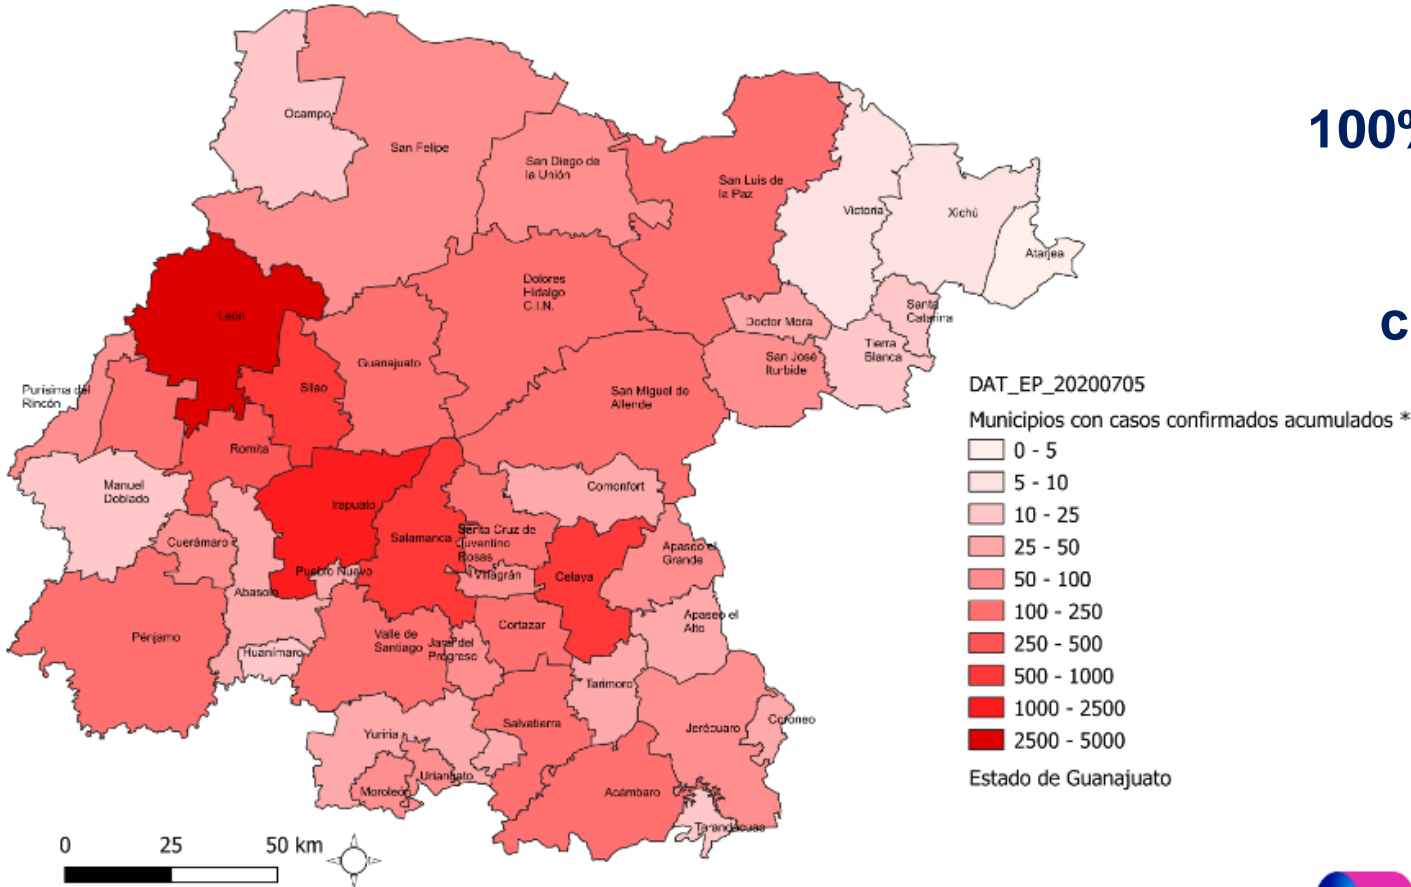 100%
c
Ocampo
San Felipe
San Diego de
la Unión
San Luis de
la Paz
Victoria
Xichú
Atarjea
León
Dolores
Hidalgo
C.I.N.
Santa
Catarina
Doctor Mora
Tierra
Blanca
Guanajuato
San José
Iturbide
Silao
San Miguel de
Allende
Purísima del
Rincón
Romita
Manuel
Doblado
Irapuato
Comonfort
Cuerámaro
Salamanca
Santa Cruz de
Juventino
Rosas
Apaseo el
Grande
Pueblo Nuevo
Villagrán
Celaya
Abasolo
Apaseo el
Alto
Pénjamo
Valle de
Santiago
Jaral del
Progreso
Cortazar
Huanímaro
Tarimoro
Yuriria
Salvatierra
Jerécuaro
Coroneo
Uriangato
Moroleón
Acámbaro
Tarandacuao
DAT_EP_20200705
Municipios con casos confirmados acumulados *
0 - 5
5 - 10
10 - 25
25 - 50
50 - 100
100 - 250
250 - 500
500 - 1000
1000 - 2500
2500 - 5000
Estado de Guanajuato
0 25 50 km